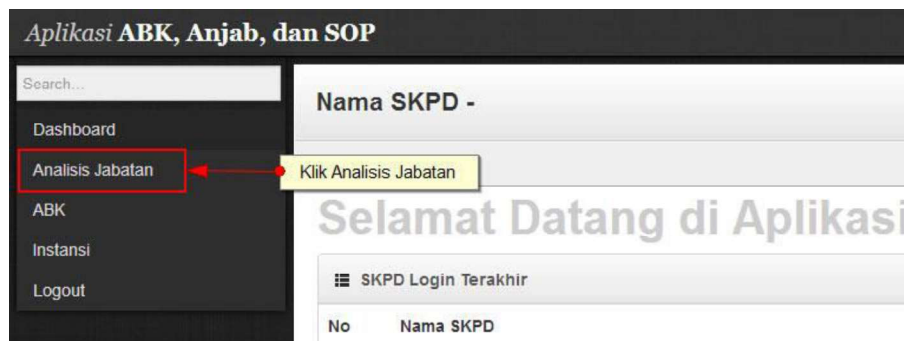 Aplikasi ABK, Anjab, dan SOP
Search...
Dashboard
Analisis Jabatan
ABK
Instansi
Logout
Nama SKPD -
Klik Analisis Jabatan
Selamat Datang di Aplikasi
SKPD Login Terakhir
No Nama SKPD